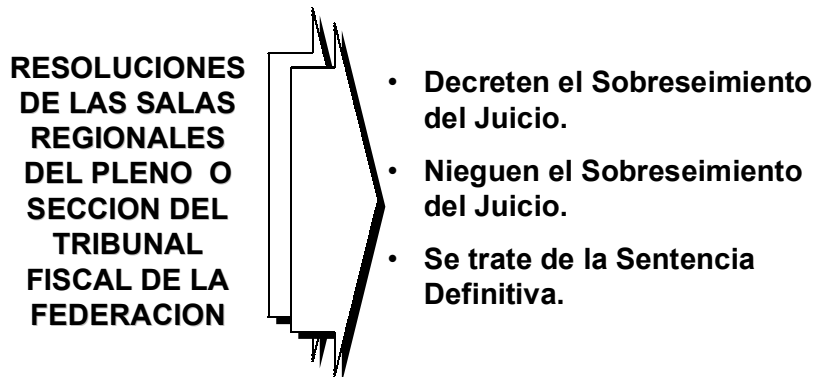 RESOLUCIONES
DE LAS SALAS
REGIONALES
DEL PLENO O
SECCION DEL
TRIBUNAL
FISCAL DE LA
FEDERACION
• Decreten el Sobreseimiento
del Juicio.
• Nieguen el Sobreseimiento
del Juicio.
• Se trate de la Sentencia
Definitiva.